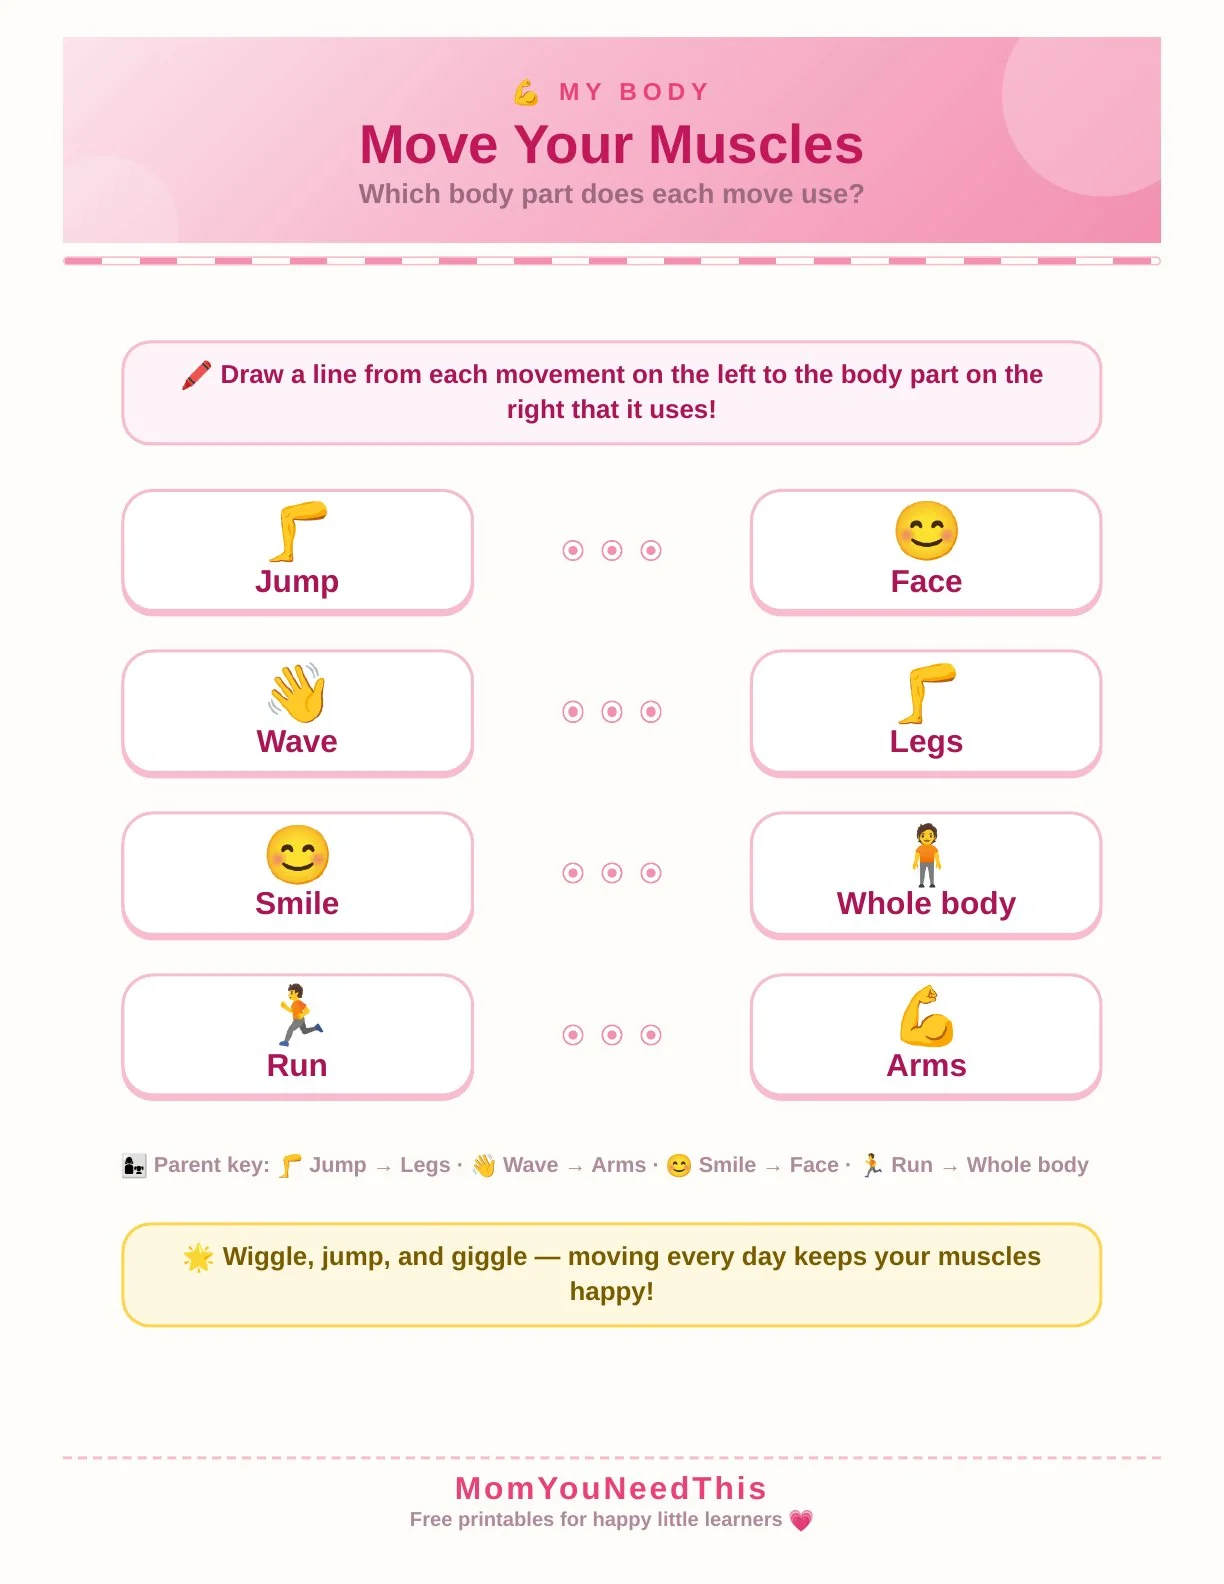 💪 MY BODY
Move Your Muscles
Which body part does each move use?
🖍️ Draw a line from each movement on the left to the body part on the
right that it uses!
Jump
Face
Wave
Legs
Smile
Whole body
Run
Arms
👩‍👧 Parent key: 🦵 Jump → Legs · 👋 Wave → Arms · 😊 Smile → Face · 🏃 Run → Whole body
🌟 Wiggle, jump, and giggle — moving every day keeps your muscles
happy!
MomYouNeedThis
Free printables for happy little learners 💗